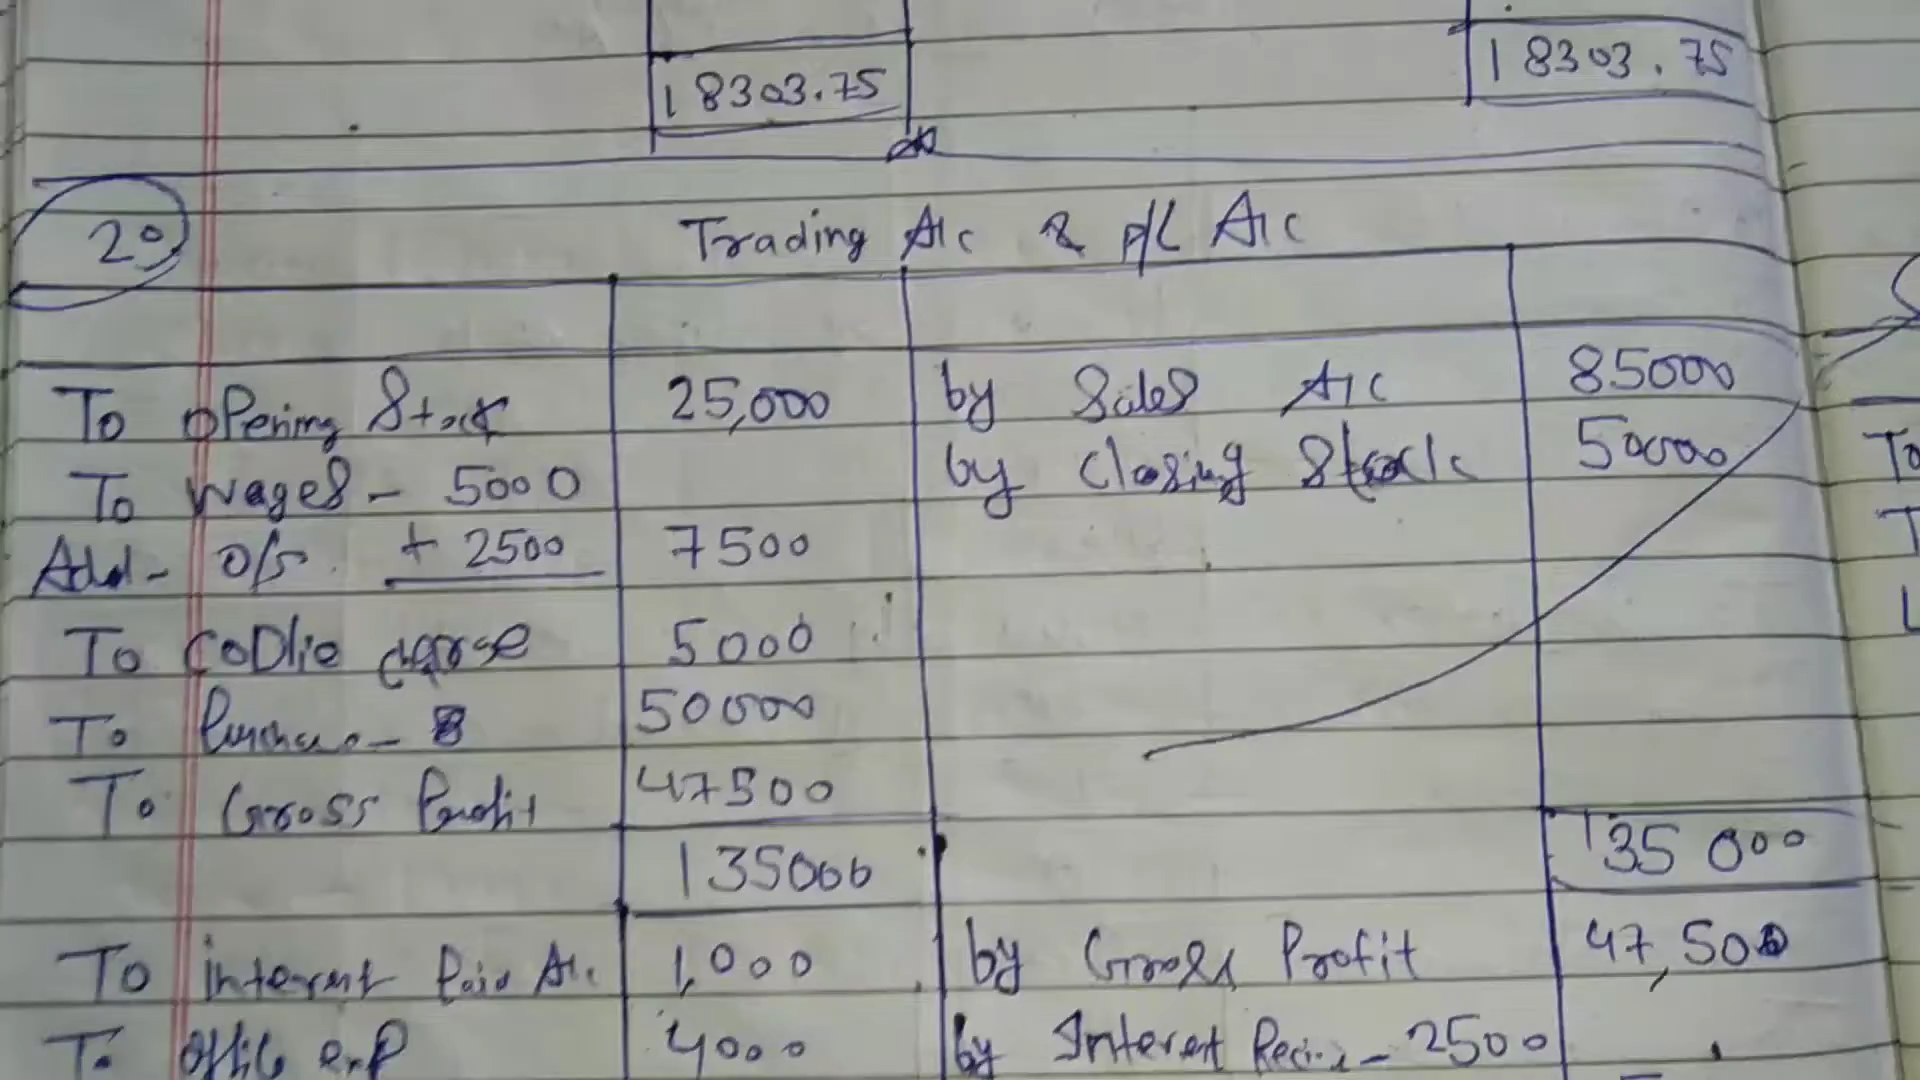 18303.75 18303.75
20 Trading A/c & P/L A/c
To Opening Stock 25,000 by Sales A/c 85000
To Wages - 5000 by Closing Stock 50000
Add - O/S. + 2500 7500
To 5000
To 50000
To Gross Profit 47500
135000 135000
To interest Paid A/c 1,000 by Gross Profit 47,500
To Office exp 4000 by Interest - 2500